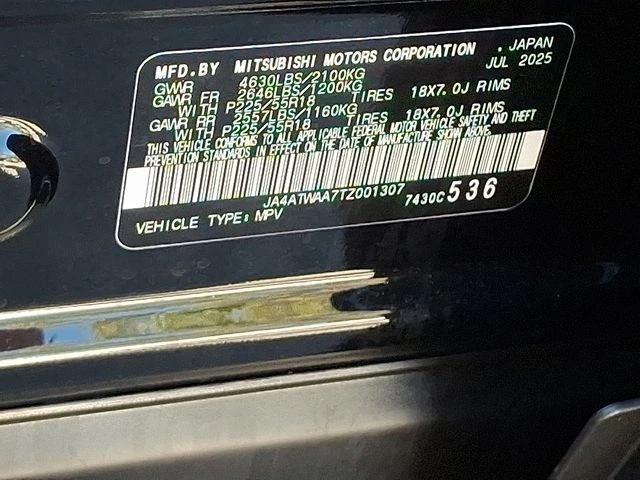 MFD.BY MITSUBISHI MOTORS CORPORATION . JAPAN
GVWR 4630LBS/2100KG JUL 2025
GAWR FR 2646LBS/1200KG
WITH P225/55R18 TIRES 18X7.0J RIMS
GAWR RR 2557LBS/1160KG
WITH P225/55R18 TIRES 18X7.0J RIMS
THIS VEHICLE CONFORMS TO ALL APPLICABLE FEDERAL MOTOR VEHICLE SAFETY AND THEFT
PREVENTION STANDARDS IN EFFECT ON THE DATE OF MANUFACTURE SHOWN ABOVE.
JA4ATWAA7TZ001307 7430C 536
VEHICLE TYPE: MPV